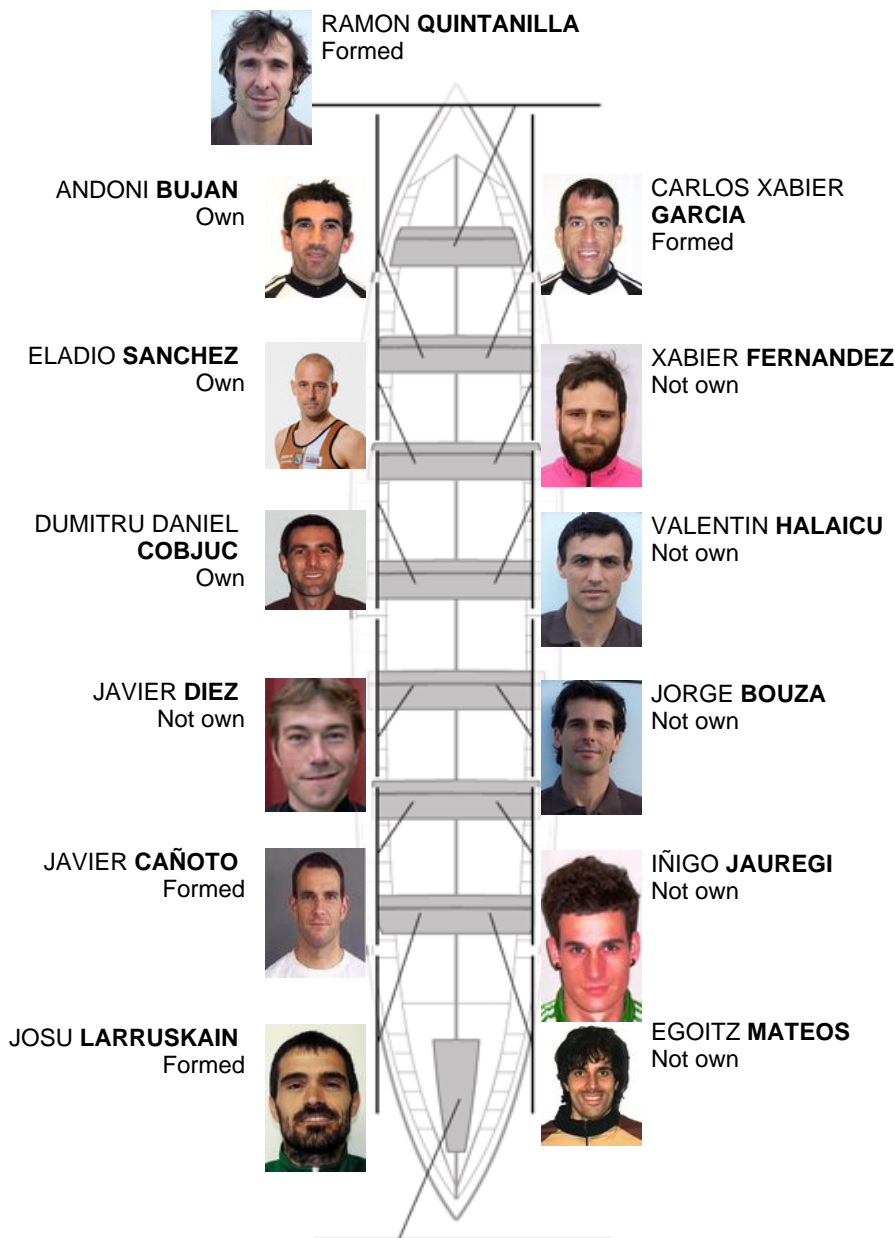 RAMON QUINTANILLA
Formed
ANDONI BUJAN
Own
CARLOS XABIER
GARCIA
Formed
ELADIO SANCHEZ
Own
XABIER FERNANDEZ
Not own
DUMITRU DANIEL
COBJUC
Own
VALENTIN HALAICU
Not own
JAVIER DIEZ
Not own
JORGE BOUZA
Not own
JAVIER CAÑOTO
Formed
IÑIGO JAUREGI
Not own
JOSU LARRUSKAIN
Formed
EGOITZ MATEOS
Not own